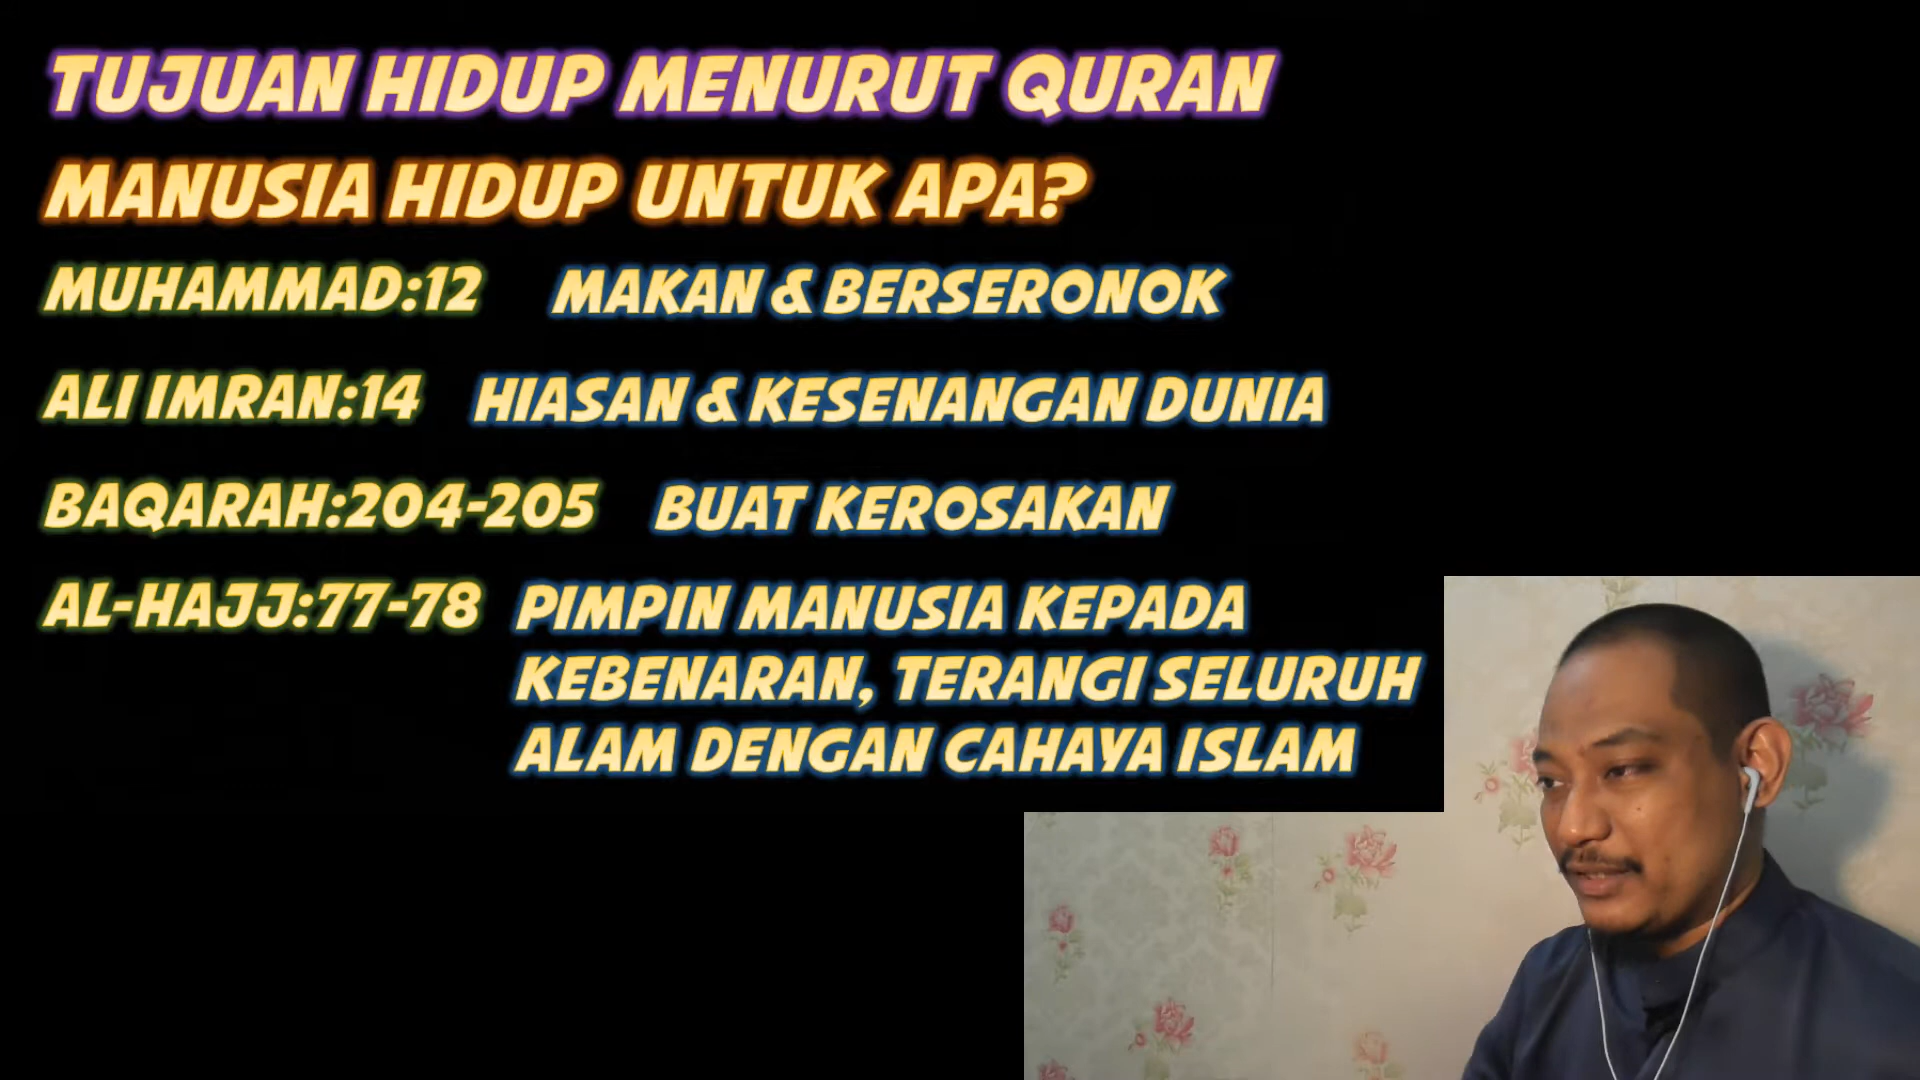 TUJUAN HIDUP MENURUT QURAN
MANUSIA HIDUP UNTUK APA?
MUHAMMAD:12 MAKAN & BERSERONOK
ALI IMRAN:14 HIASAN & KESENANGAN DUNIA
BAQARAH:204-205 BUAT KEROSAKAN
AL-HAJJ:77-78 PIMPIN MANUSIA KEPADA
KEBENARAN, TERANGI SELURUH
ALAM DENGAN CAHAYA ISLAM